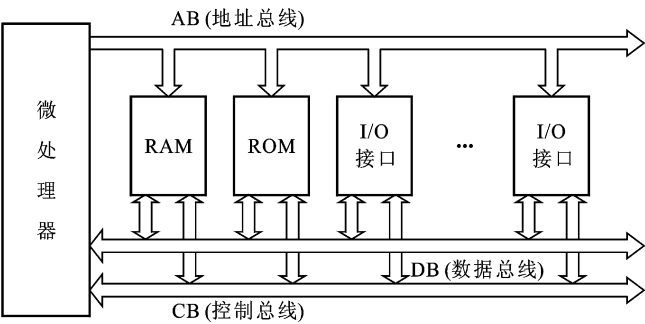 AB (地址总线)
微处理器
RAM
ROM
I/O
接口
...
I/O
接口
DB (数据总线)
CB (控制总线)